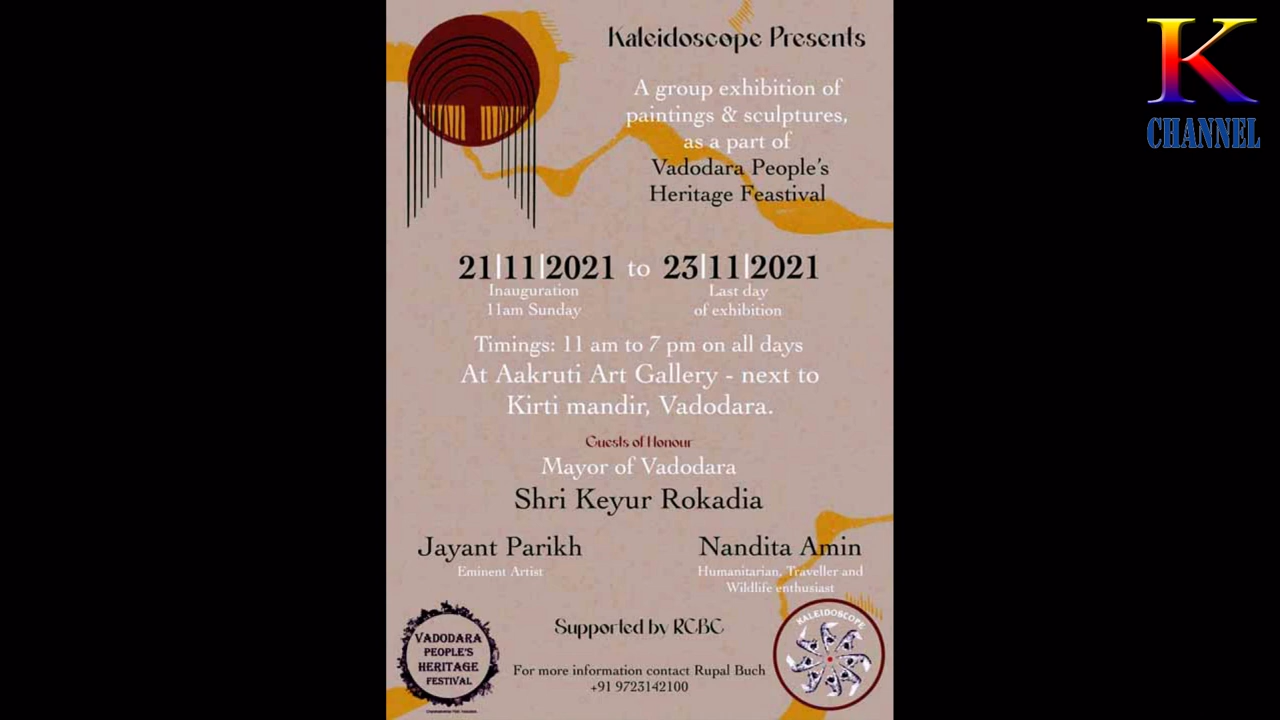 Kaleidoscope Presents
A group exhibition of
paintings & sculptures,
as a part of
Vadodara People's
Heritage Feastival
21|11|2021 to 23|11|2021
Inauguration
11am Sunday
Last day
of exhibition
Timings: 11 am to 7 pm on all days
At Aakruti Art Gallery - next to
Kirti mandir, Vadodara.
Guests of Honour
Mayor of Vadodara
Shri Keyur Rokadia
Jayant Parikh
Eminent Artist
Nandita Amin
Humanitarian, Traveller and
Wildlife enthusiast
Supported by RCBC
For more information contact Rupal Buch
+91 9723142100
VADODARA
PEOPLE'S
HERITAGE
FESTIVAL
KALEIDOSCOPE
K
CHANNEL